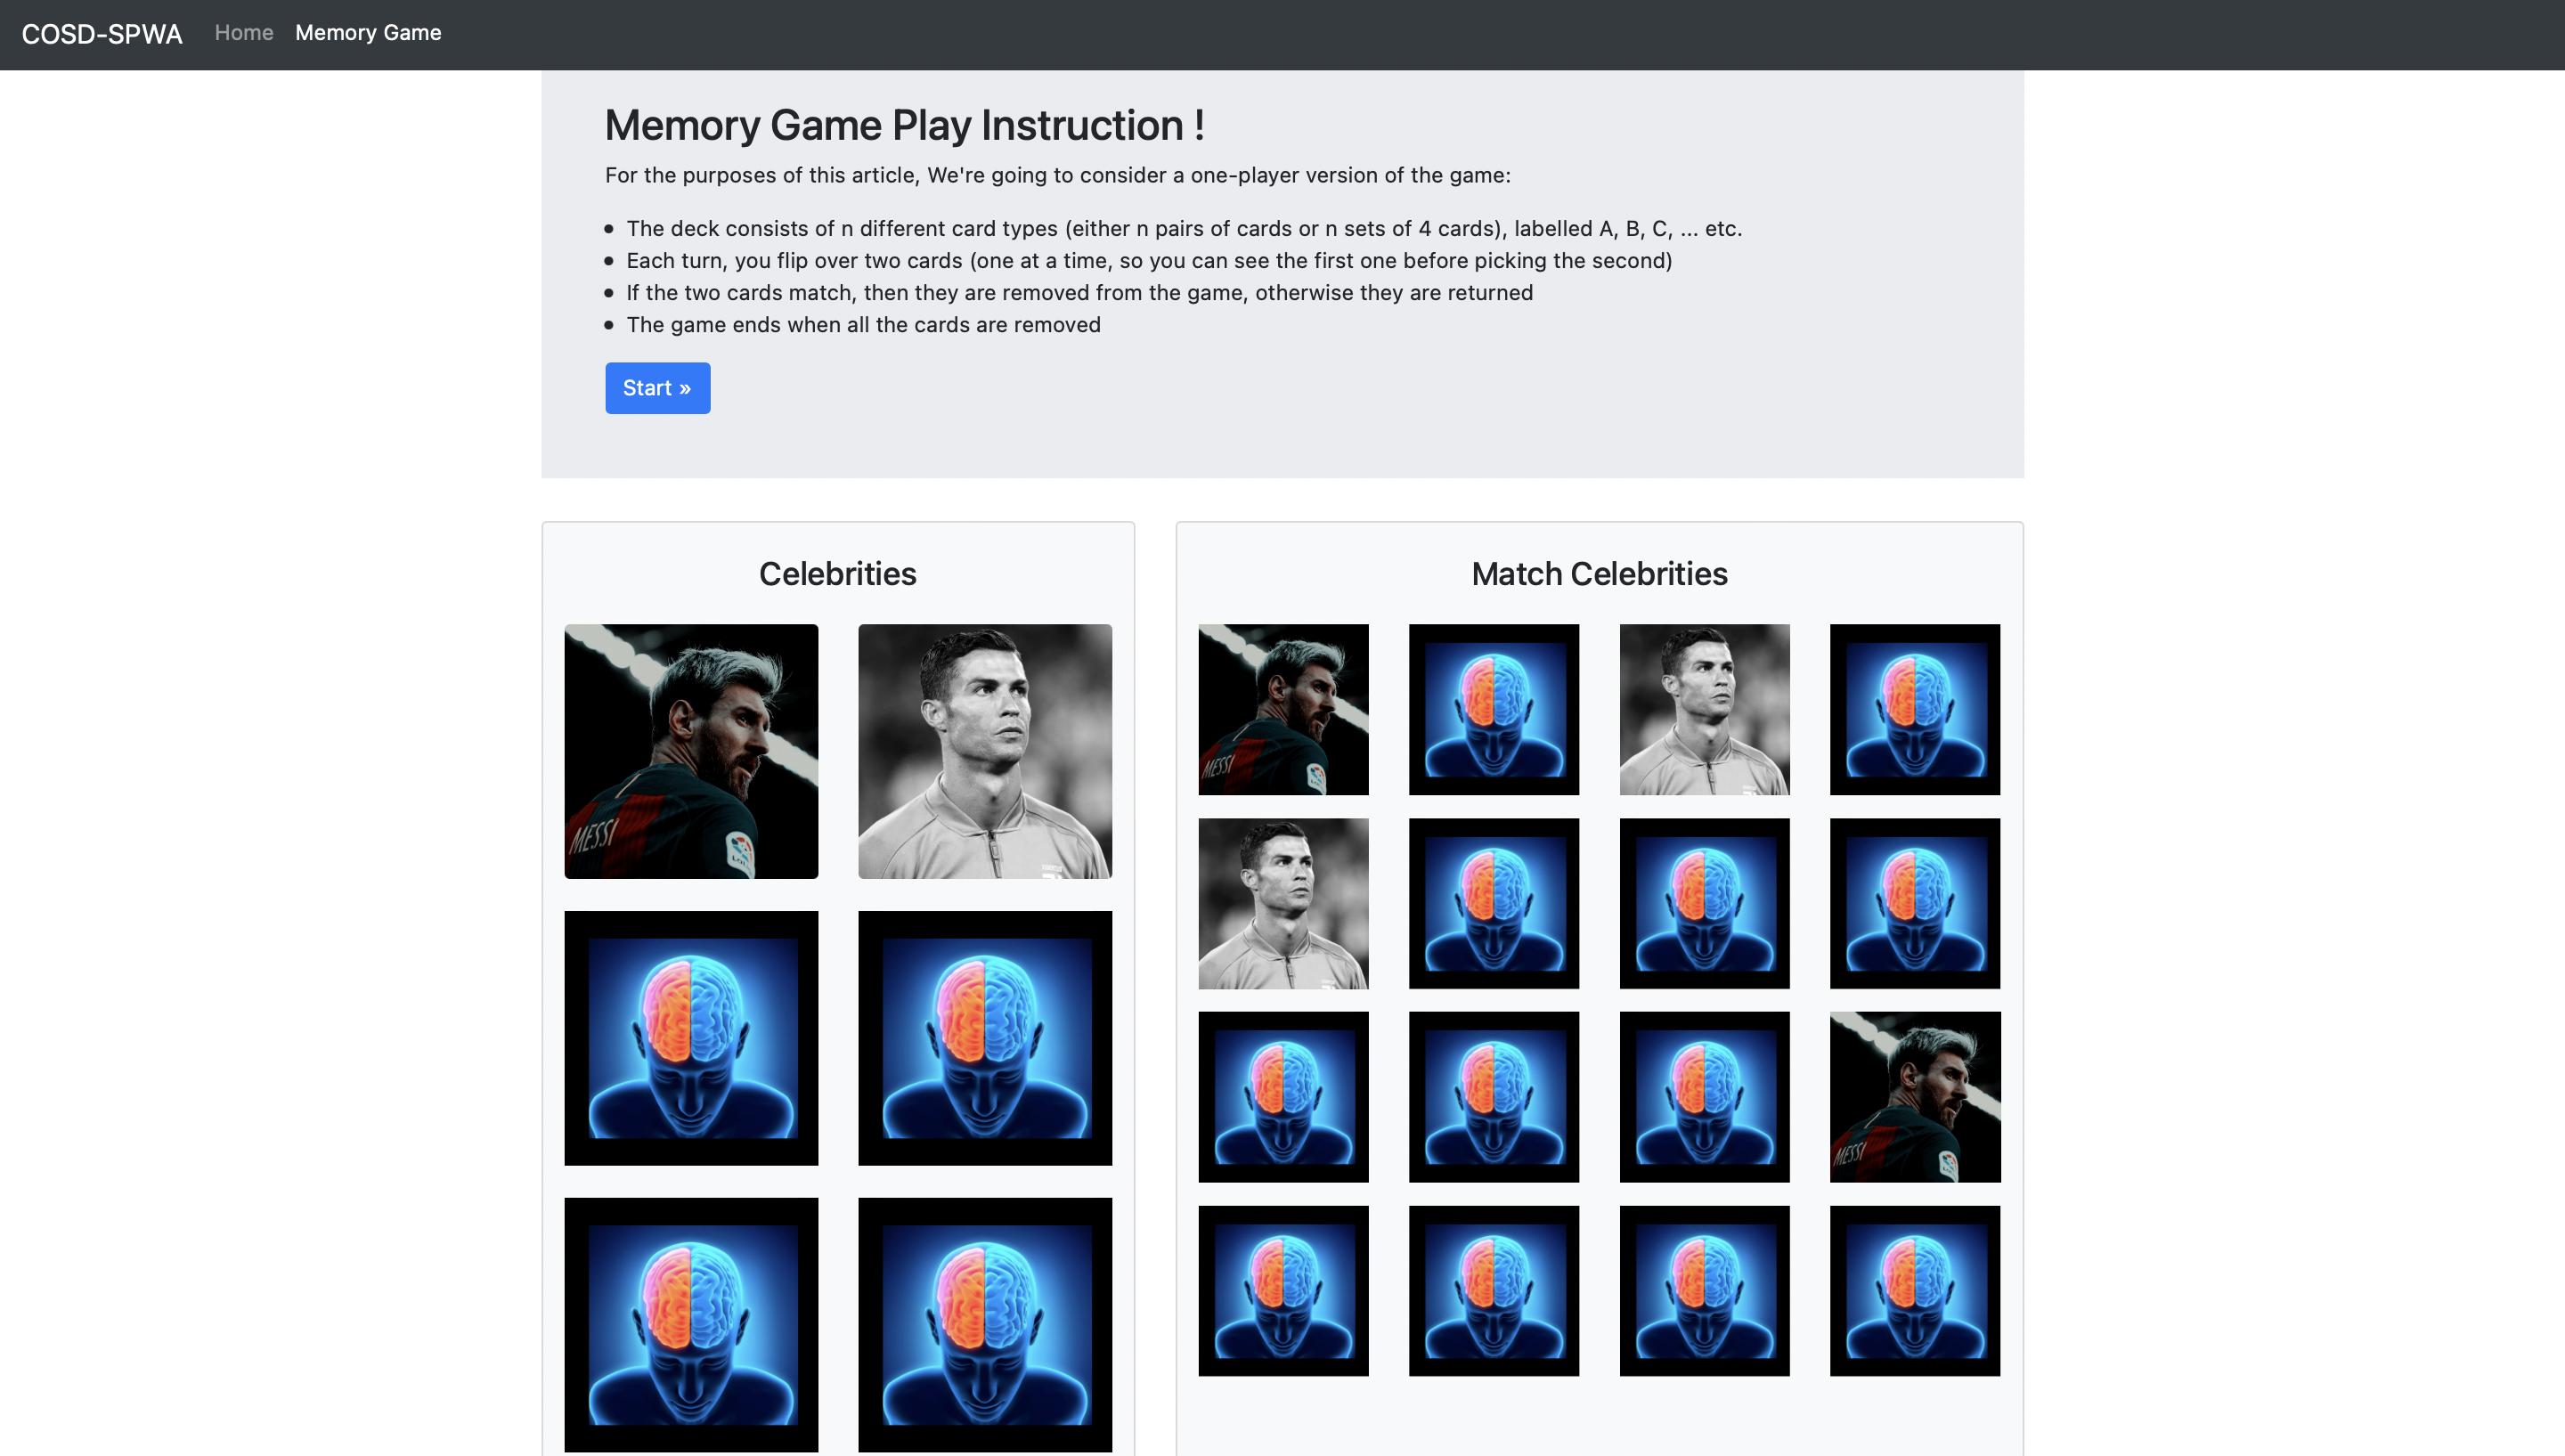 COSD-SPWA Home Memory Game
Memory Game Play Instruction !
For the purposes of this article, We're going to consider a one-player version of the game:
The deck consists of n different card types (either n pairs of cards or n sets of 4 cards), labelled A, B, C, ... etc.
Each turn, you flip over two cards (one at a time, so you can see the first one before picking the second)
If the two cards match, then they are removed from the game, otherwise they are returned
The game ends when all the cards are removed
Start »
Celebrities
Match Celebrities
MESSI
MESSI
MESSI